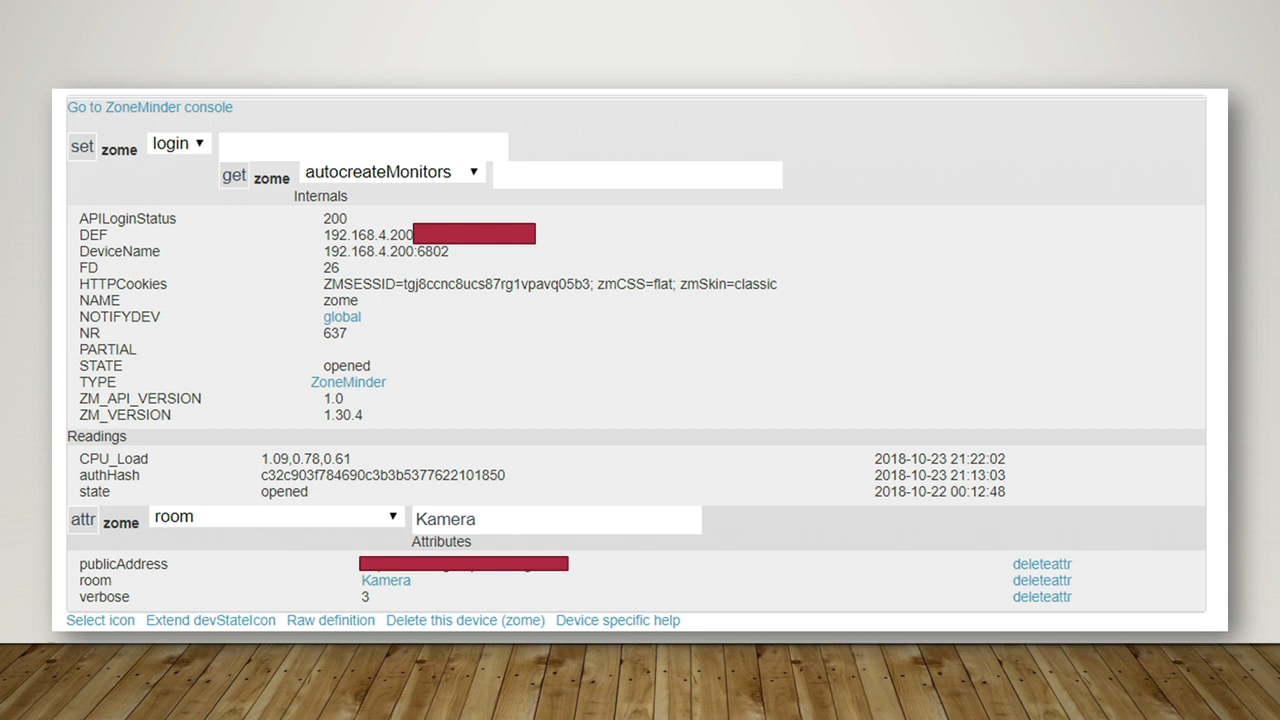 Go to ZoneMinder console
set zome login
get zome autocreateMonitors
Internals
APILoginStatus 200
DEF 192.168.4.200
DeviceName 192.168.4.200:6802
FD 26
HTTPCookies ZMSESSID=tgj8ccnc8ucs87rg1vpavq05b3; zmCSS=flat; zmSkin=classic
NAME zome
NOTIFYDEV global
NR 637
PARTIAL
STATE opened
TYPE ZoneMinder
ZM_API_VERSION 1.0
ZM_VERSION 1.30.4
Readings
CPU_Load 1.09,0.78,0.61 2018-10-23 21:22:02
authHash c32c903f784690c3b3b5377622101850 2018-10-23 21:13:03
state opened 2018-10-22 00:12:48
attr zome room Kamera
Attributes
publicAddress deleteattr
room Kamera deleteattr
verbose 3 deleteattr
Select icon Extend devStateIcon Raw definition Delete this device (zome) Device specific help